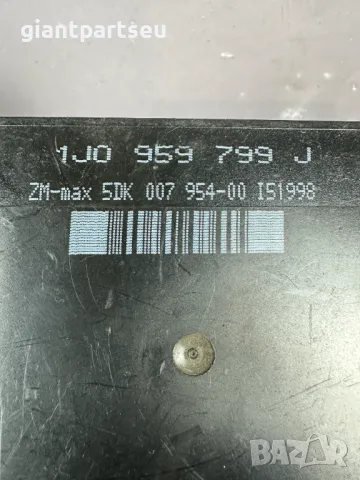 giantpartseu
1J0 959 799 J
ZM-max 5DK 007 954-00 I51998
BAZAR